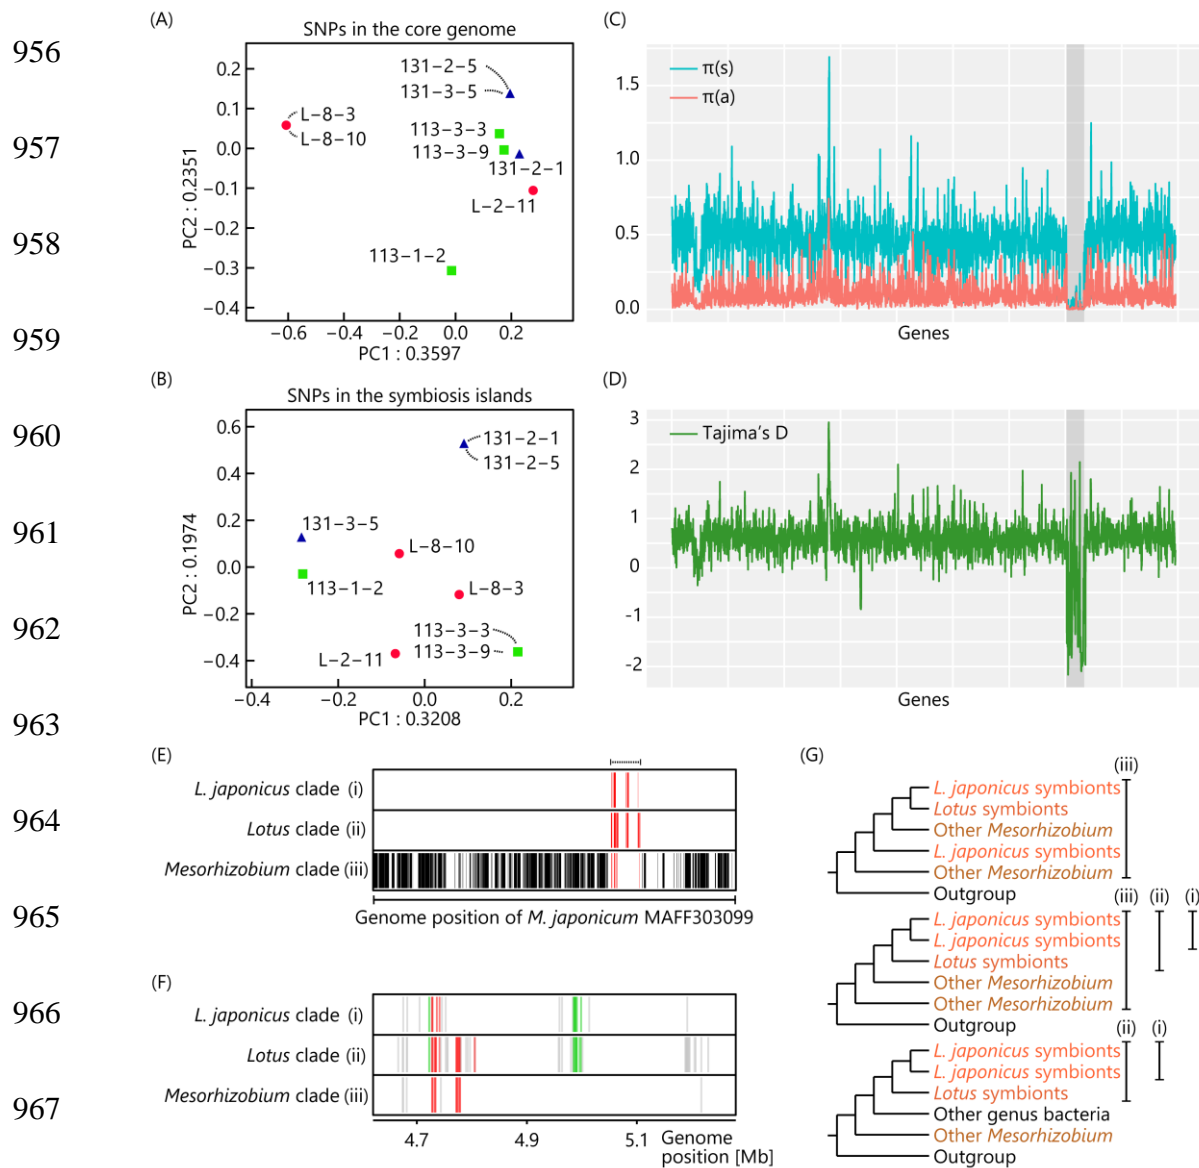 956
957
958
959
960
961
962
963
964
965
966
967
(A)
SNPs in the core genome
0.2
0.1
0.0
−0.1
−0.2
−0.3
−0.4
PC2 : 0.2351
131-2-5
131-3-5
L-8-3
L-8-10
113-3-3
113-3-9
131-2-1
L-2-11
113-1-2
−0.6 −0.4 −0.2 0.0 0.2
PC1 : 0.3597
(B)
SNPs in the symbiosis islands
0.6
0.4
0.2
0.0
−0.2
−0.4
PC2 : 0.1974
131-2-1
131-2-5
131-3-5
L-8-10
113-1-2
L-8-3
113-3-3
113-3-9
L-2-11
−0.4 −0.2 0.0 0.2
PC1 : 0.3208
(C)
π(s)
π(a)
1.5
1.0
0.5
0.0
Genes
(D)
Tajima's D
3
2
1
0
-1
-2
Genes
(E)
L. japonicus clade (i)
Lotus clade (ii)
Mesorhizobium clade (iii)
Genome position of M. japonicum MAFF303099
(F)
L. japonicus clade (i)
Lotus clade (ii)
Mesorhizobium clade (iii)
4.7 4.9 5.1 Genome
position [Mb]
(G)
(iii)
L. japonicus symbionts
Lotus symbionts
Other Mesorhizobium
L. japonicus symbionts
Other Mesorhizobium
Outgroup
(iii) (ii) (i)
L. japonicus symbionts
L. japonicus symbionts
Lotus symbionts
Other Mesorhizobium
Other Mesorhizobium
Outgroup
(ii) (i)
L. japonicus symbionts
L. japonicus symbionts
Lotus symbionts
Other genus bacteria
Other Mesorhizobium
Outgroup